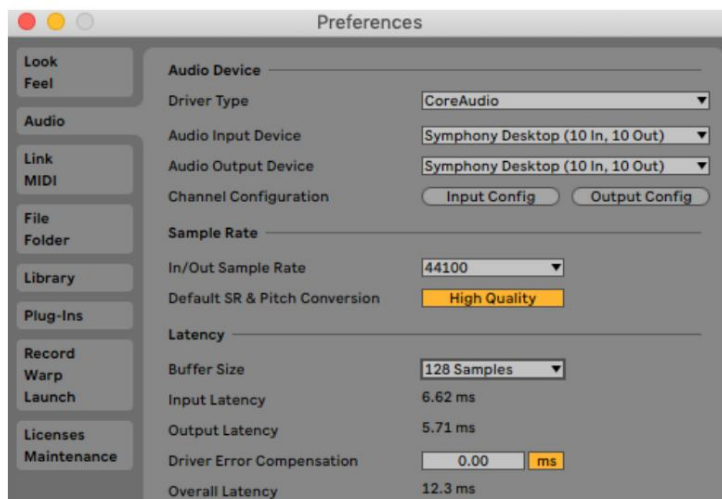 Preferences
Look
Feel
Audio
Link
MIDI
File
Folder
Library
Plug-Ins
Record
Warp
Launch
Licenses
Maintenance
Audio Device
Driver Type CoreAudio
Audio Input Device Symphony Desktop (10 In, 10 Out)
Audio Output Device Symphony Desktop (10 In, 10 Out)
Channel Configuration Input Config Output Config
Sample Rate
In/Out Sample Rate 44100
Default SR & Pitch Conversion High Quality
Latency
Buffer Size 128 Samples
Input Latency 6.62 ms
Output Latency 5.71 ms
Driver Error Compensation 0.00 ms
Overall Latency 12.3 ms